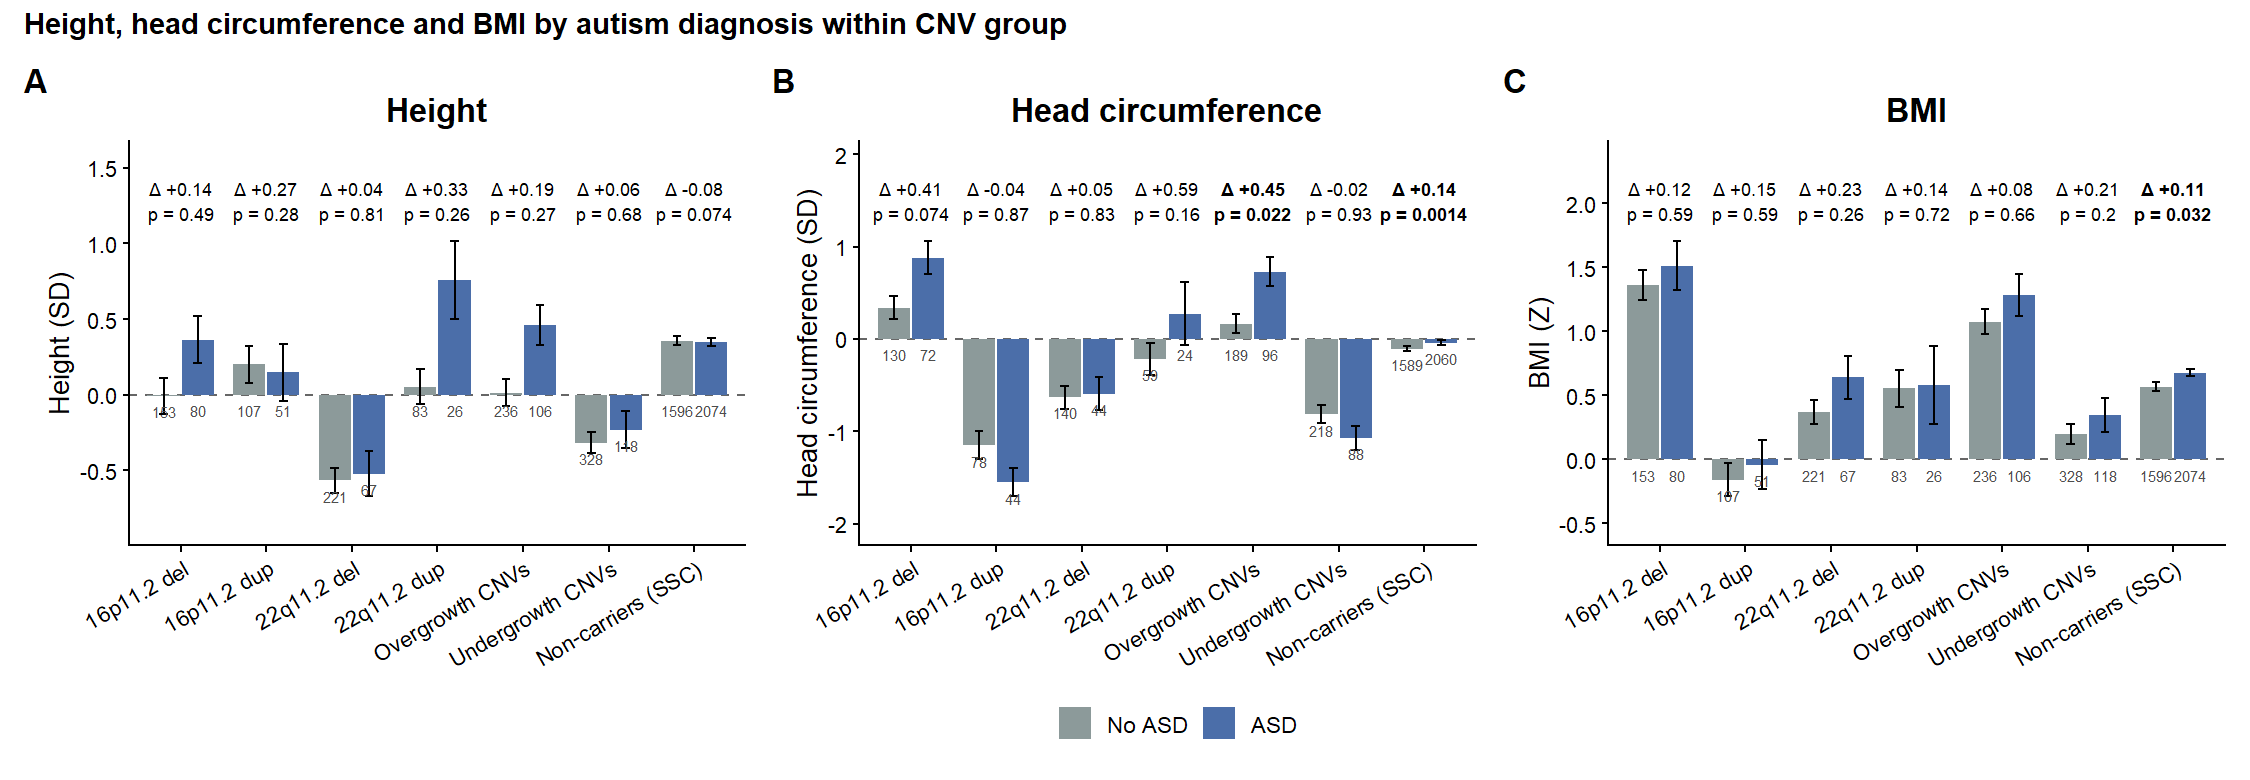 Height, head circumference and BMI by autism diagnosis within CNV group
A
Height
Height (SD)
1.5
1.0
0.5
0.0
-0.5
Δ +0.14
p = 0.49
Δ +0.27
p = 0.28
Δ +0.04
p = 0.81
Δ +0.33
p = 0.26
Δ +0.19
p = 0.27
Δ +0.06
p = 0.68
Δ -0.08
p = 0.074
153
80
107
51
221
67
83
26
236
106
328
118
1596
2074
16p11.2 del
16p11.2 dup
22q11.2 del
22q11.2 dup
Overgrowth CNVs
Undergrowth CNVs
Non-carriers (SSC)
B
Head circumference
Head circumference (SD)
2
1
0
-1
-2
Δ +0.41
p = 0.074
Δ -0.04
p = 0.87
Δ +0.05
p = 0.83
Δ +0.59
p = 0.16
Δ +0.45
p = 0.022
Δ -0.02
p = 0.93
Δ +0.14
p = 0.0014
130
72
78
44
140
44
59
24
189
96
218
88
1589
2060
16p11.2 del
16p11.2 dup
22q11.2 del
22q11.2 dup
Overgrowth CNVs
Undergrowth CNVs
Non-carriers (SSC)
C
BMI
BMI (Z)
2.0
1.5
1.0
0.5
0.0
-0.5
Δ +0.12
p = 0.59
Δ +0.15
p = 0.59
Δ +0.23
p = 0.26
Δ +0.14
p = 0.72
Δ +0.08
p = 0.66
Δ +0.21
p = 0.2
Δ +0.11
p = 0.032
153
80
107
51
221
67
83
26
236
106
328
118
1596
2074
16p11.2 del
16p11.2 dup
22q11.2 del
22q11.2 dup
Overgrowth CNVs
Undergrowth CNVs
Non-carriers (SSC)
No ASD
ASD